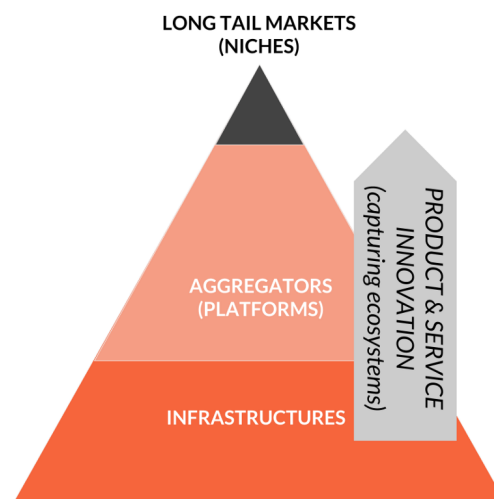 LONG TAIL MARKETS
(NICHES)
AGGREGATORS
(PLATFORMS)
INFRASTRUCTURES
PRODUCT & SERVICE
INNOVATION
(capturing ecosystems)